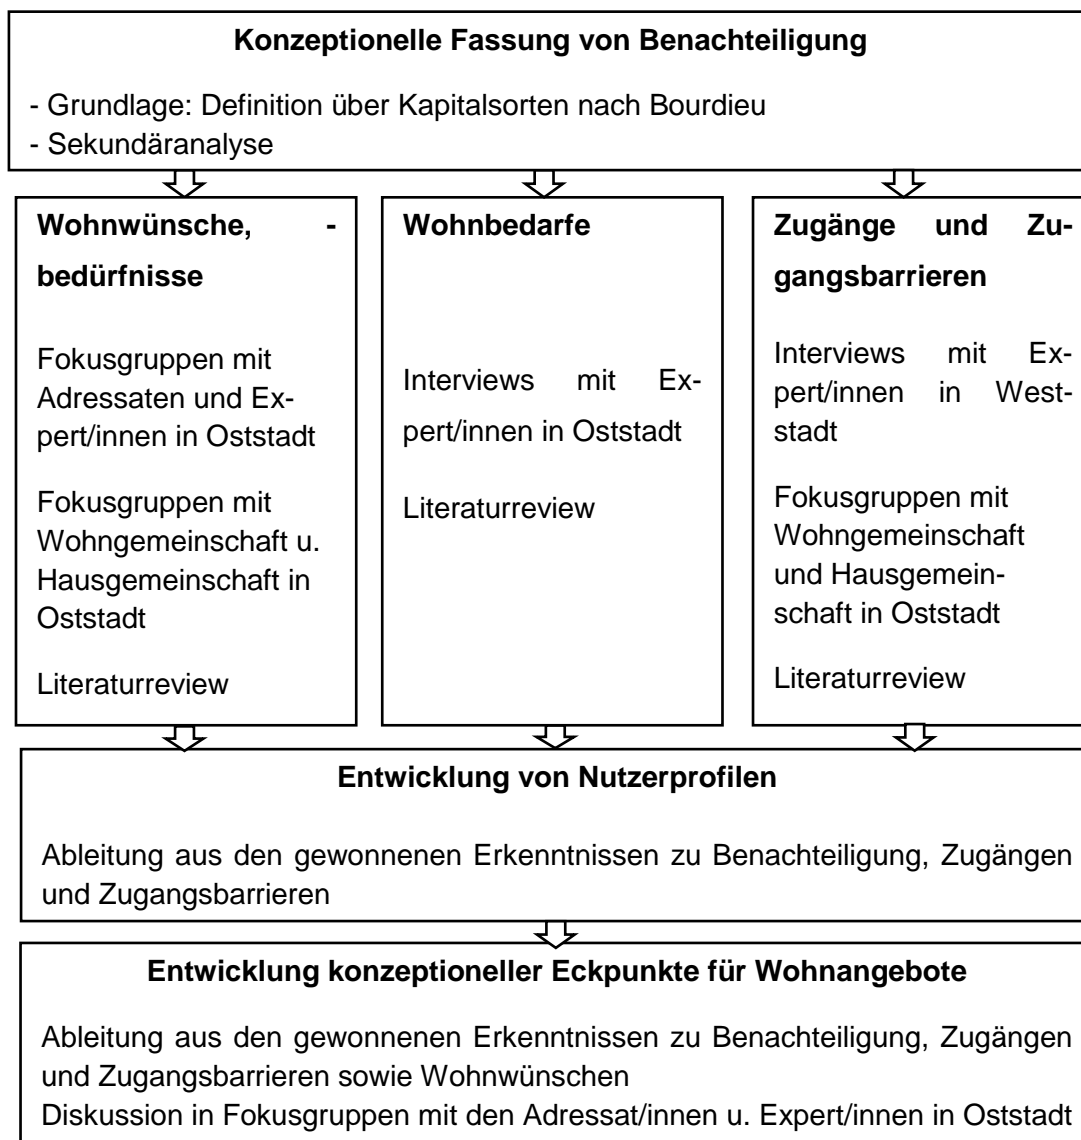 Konzeptionelle Fassung von Benachteiligung
- Grundlage: Definition über Kapitalsorten nach Bourdieu
- Sekundäranalyse
Wohnwünsche, -
bedürfnisse
Fokusgruppen mit
Adressaten und Ex-
pert/innen in Oststadt
Fokusgruppen mit
Wohngemeinschaft u.
Hausgemeinschaft in
Oststadt
Literaturreview
Wohnbedarfe
Interviews mit Ex-
pert/innen in Oststadt
Literaturreview
Zugänge und Zu-
gangsbarrieren
Interviews mit Ex-
pert/innen in West-
stadt
Fokusgruppen mit
Wohngemeinschaft
und Hausgemein-
schaft in Oststadt
Literaturreview
Entwicklung von Nutzerprofilen
Ableitung aus den gewonnenen Erkenntnissen zu Benachteiligung, Zugängen
und Zugangsbarrieren
Entwicklung konzeptioneller Eckpunkte für Wohnangebote
Ableitung aus den gewonnenen Erkenntnissen zu Benachteiligung, Zugängen
und Zugangsbarrieren sowie Wohnwünschen
Diskussion in Fokusgruppen mit den Adressat/innen u. Expert/innen in Oststadt